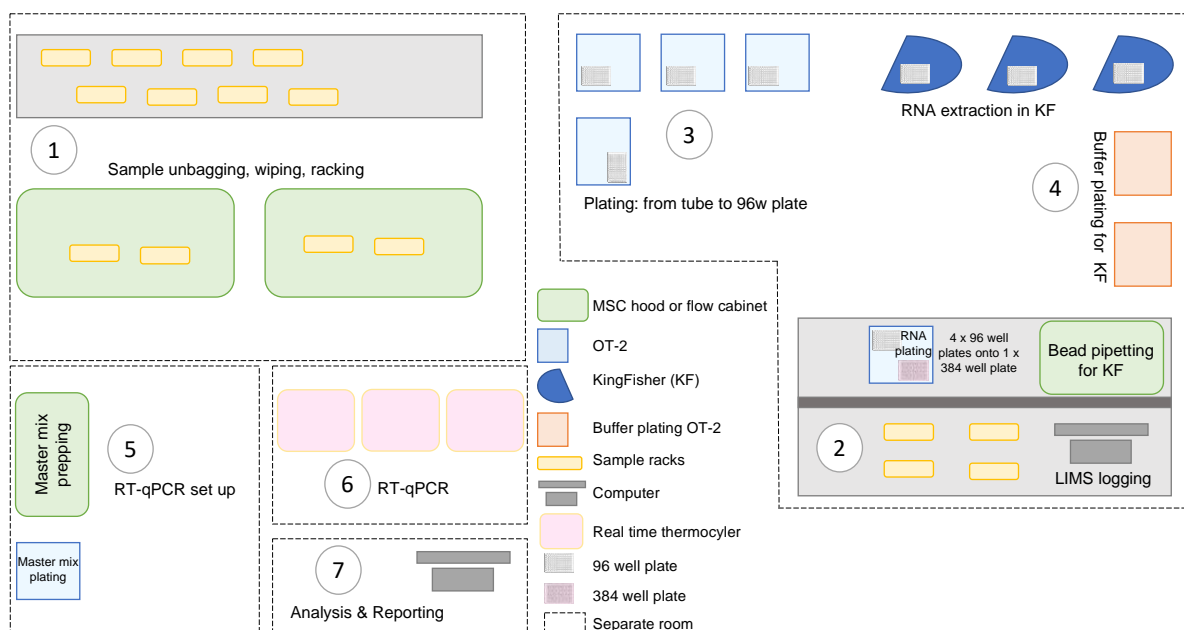 1
Sample unbagging, wiping, racking
3
Plating: from tube to 96w plate
RNA extraction in KF
4
Buffer plating for KF
RNA
plating
4 x 96 well
plates onto 1 x
384 well plate
Bead pipetting
for KF
2
LIMS logging
Master mix
prepping
5
RT-qPCR set up
Master mix
plating
6
RT-qPCR
7
Analysis & Reporting
MSC hood or flow cabinet
OT-2
KingFisher (KF)
Buffer plating OT-2
Sample racks
Computer
Real time thermocyler
96 well plate
384 well plate
Separate room